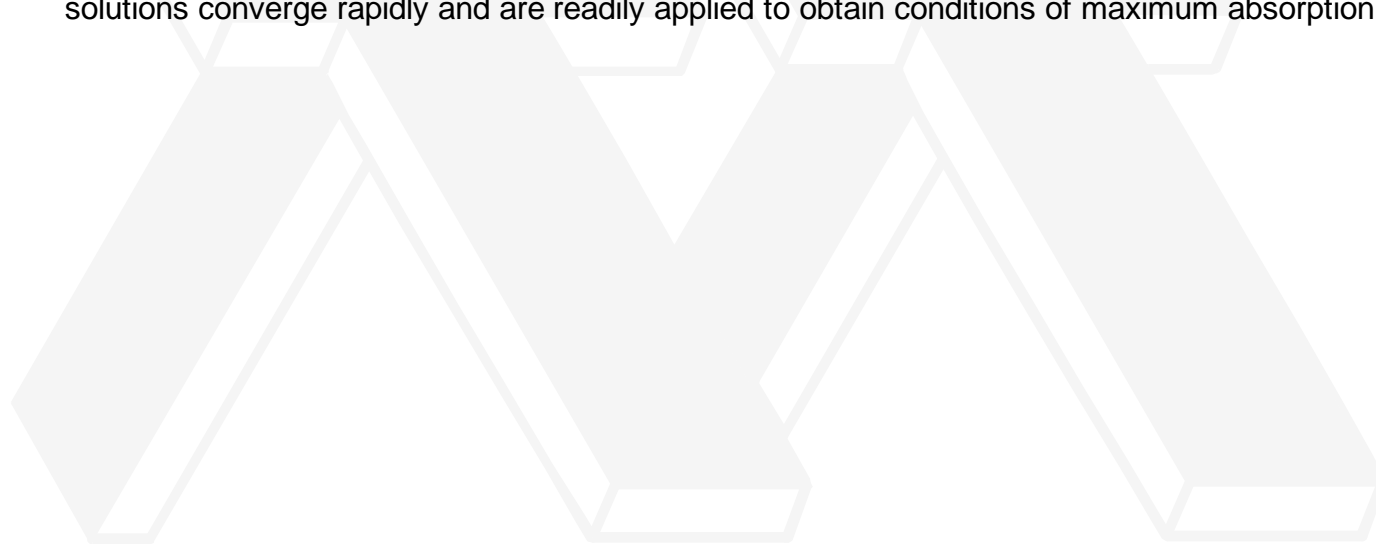 solutions converge rapidly and are readily applied to obtain conditions of maximum absorption